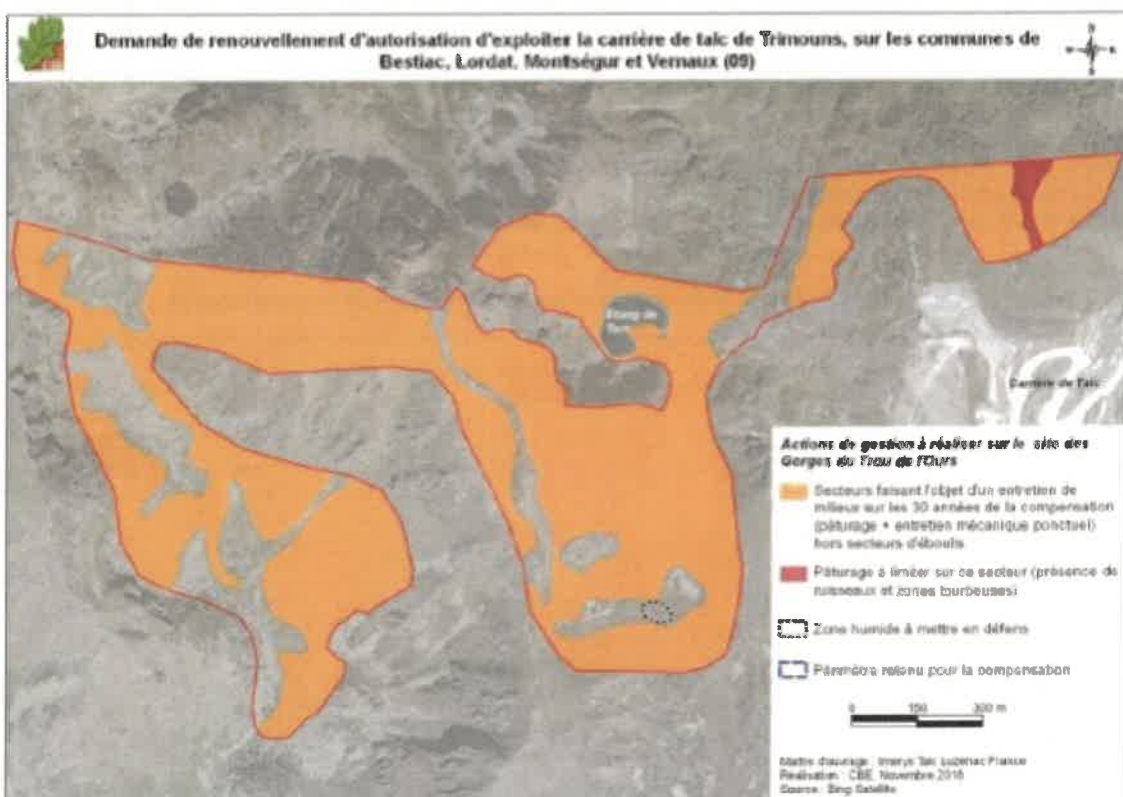 Demande de renouvellement d'autorisation d'exploiter la carrière de talc de Trimouns, sur les communes de
Bestiac, Lordat, Montségur et Vernaux (09)
Etang de
Carrière de Talc
Actions de gestion à réaliser sur le site des
Gorges du Trou de l'Ours
Secteurs faisant l'objet d'un entretien de
milieu sur les 30 années de la compensation
(pâturage + entretien mécanique ponctuel)
hors secteurs d'éboulis
Pâturage à limiter sur ce secteur (présence de
ruisseaux et zones tourbeuses)
Zone humide à mettre en défens
Périmètre retenu pour la compensation
0 150 300 m
Maître d'ouvrage : Imerys Talc Luzenac France
Réalisation : CBE, Novembre 2018
Source : Bing Satellite